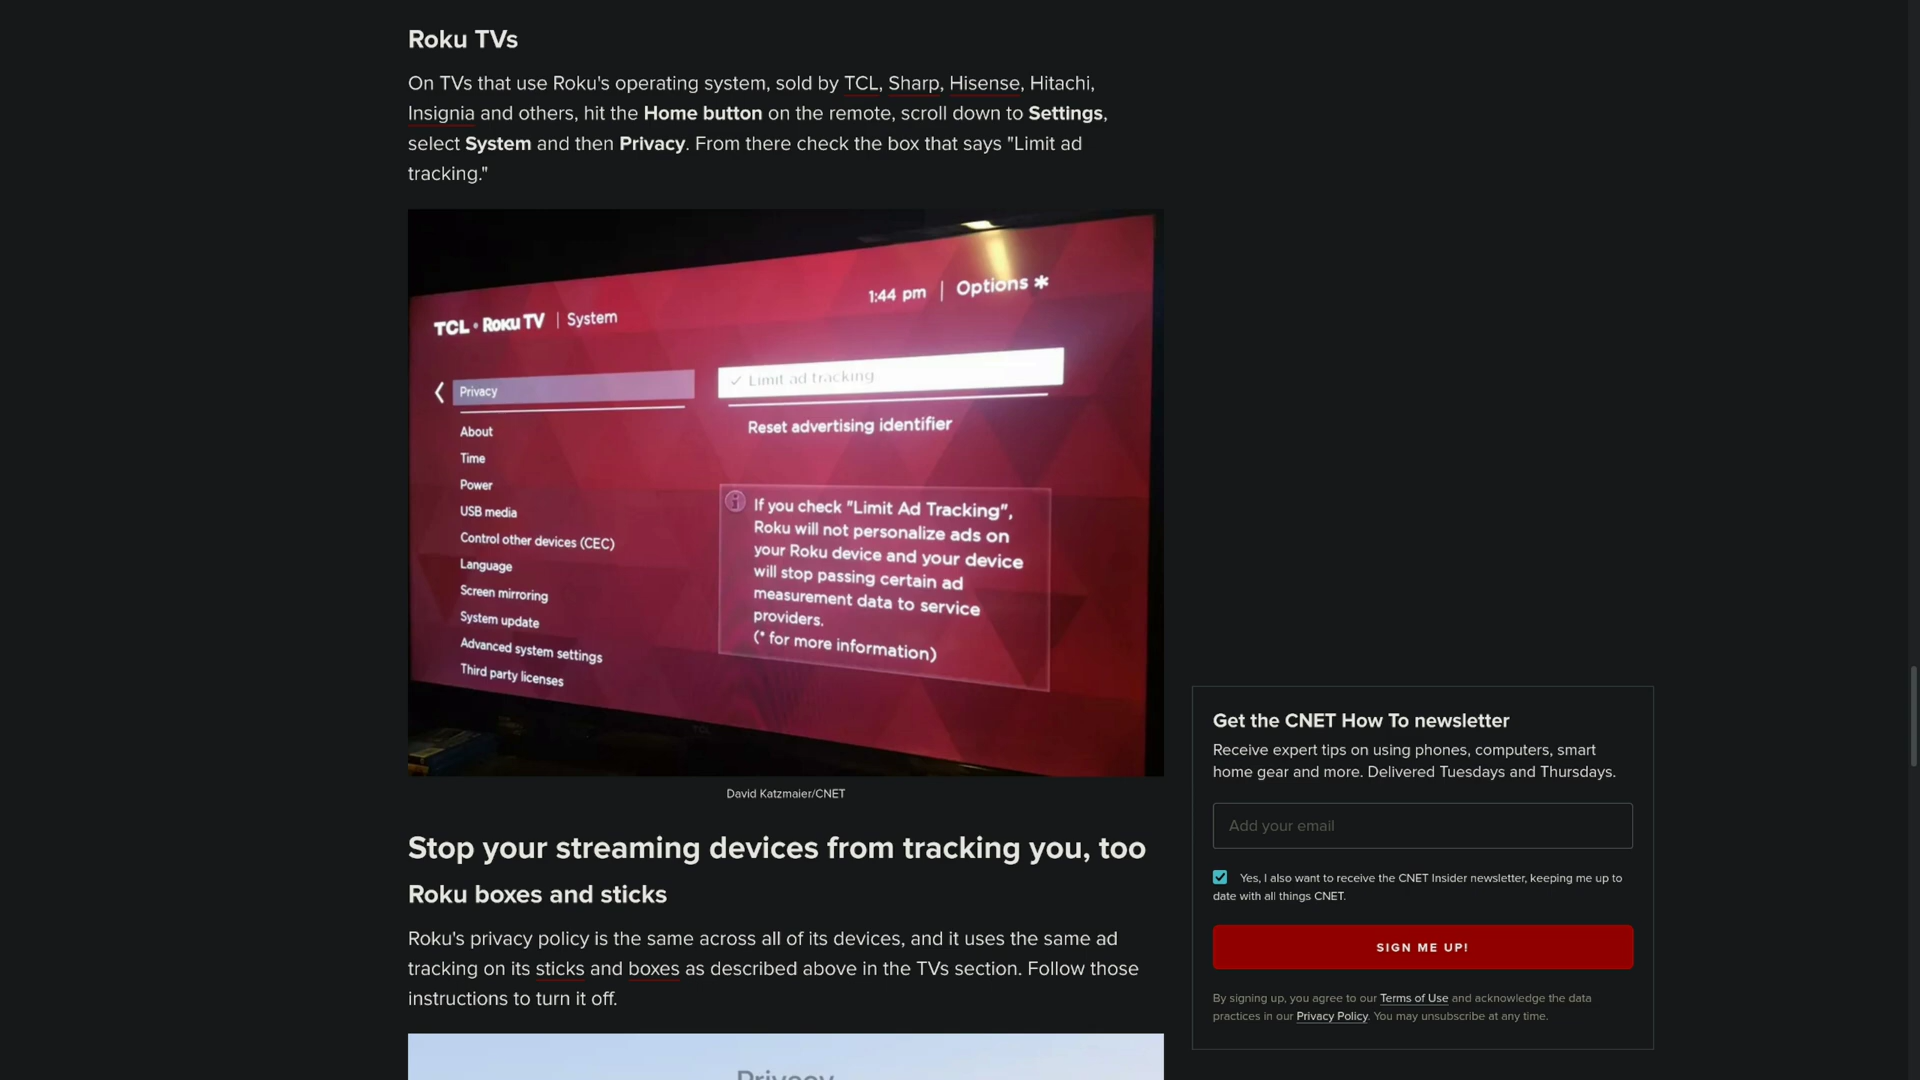 Roku TVs
On TVs that use Roku's operating system, sold by TCL, Sharp, Hisense, Hitachi,
Insignia and others, hit the Home button on the remote, scroll down to Settings,
select System and then Privacy. From there check the box that says "Limit ad
tracking."
1:44 pm | Options *
TCL • Roku TV | System
Privacy
About
Time
Power
USB media
Control other devices (CEC)
Language
Screen mirroring
System update
Advanced system settings
Third party licenses
✓ Limit ad tracking
Reset advertising identifier
If you check "Limit Ad Tracking",
Roku will not personalize ads on
your Roku device and your device
will stop passing certain ad
measurement data to service
providers.
(* for more information)
TCL
David Katzmaier/CNET
Stop your streaming devices from tracking you, too
Roku boxes and sticks
Roku's privacy policy is the same across all of its devices, and it uses the same ad
tracking on its sticks and boxes as described above in the TVs section. Follow those
instructions to turn it off.
Privacy
Get the CNET How To newsletter
Receive expert tips on using phones, computers, smart
home gear and more. Delivered Tuesdays and Thursdays.
Add your email
Yes, I also want to receive the CNET Insider newsletter, keeping me up to
date with all things CNET.
SIGN ME UP!
By signing up, you agree to our Terms of Use and acknowledge the data
practices in our Privacy Policy. You may unsubscribe at any time.